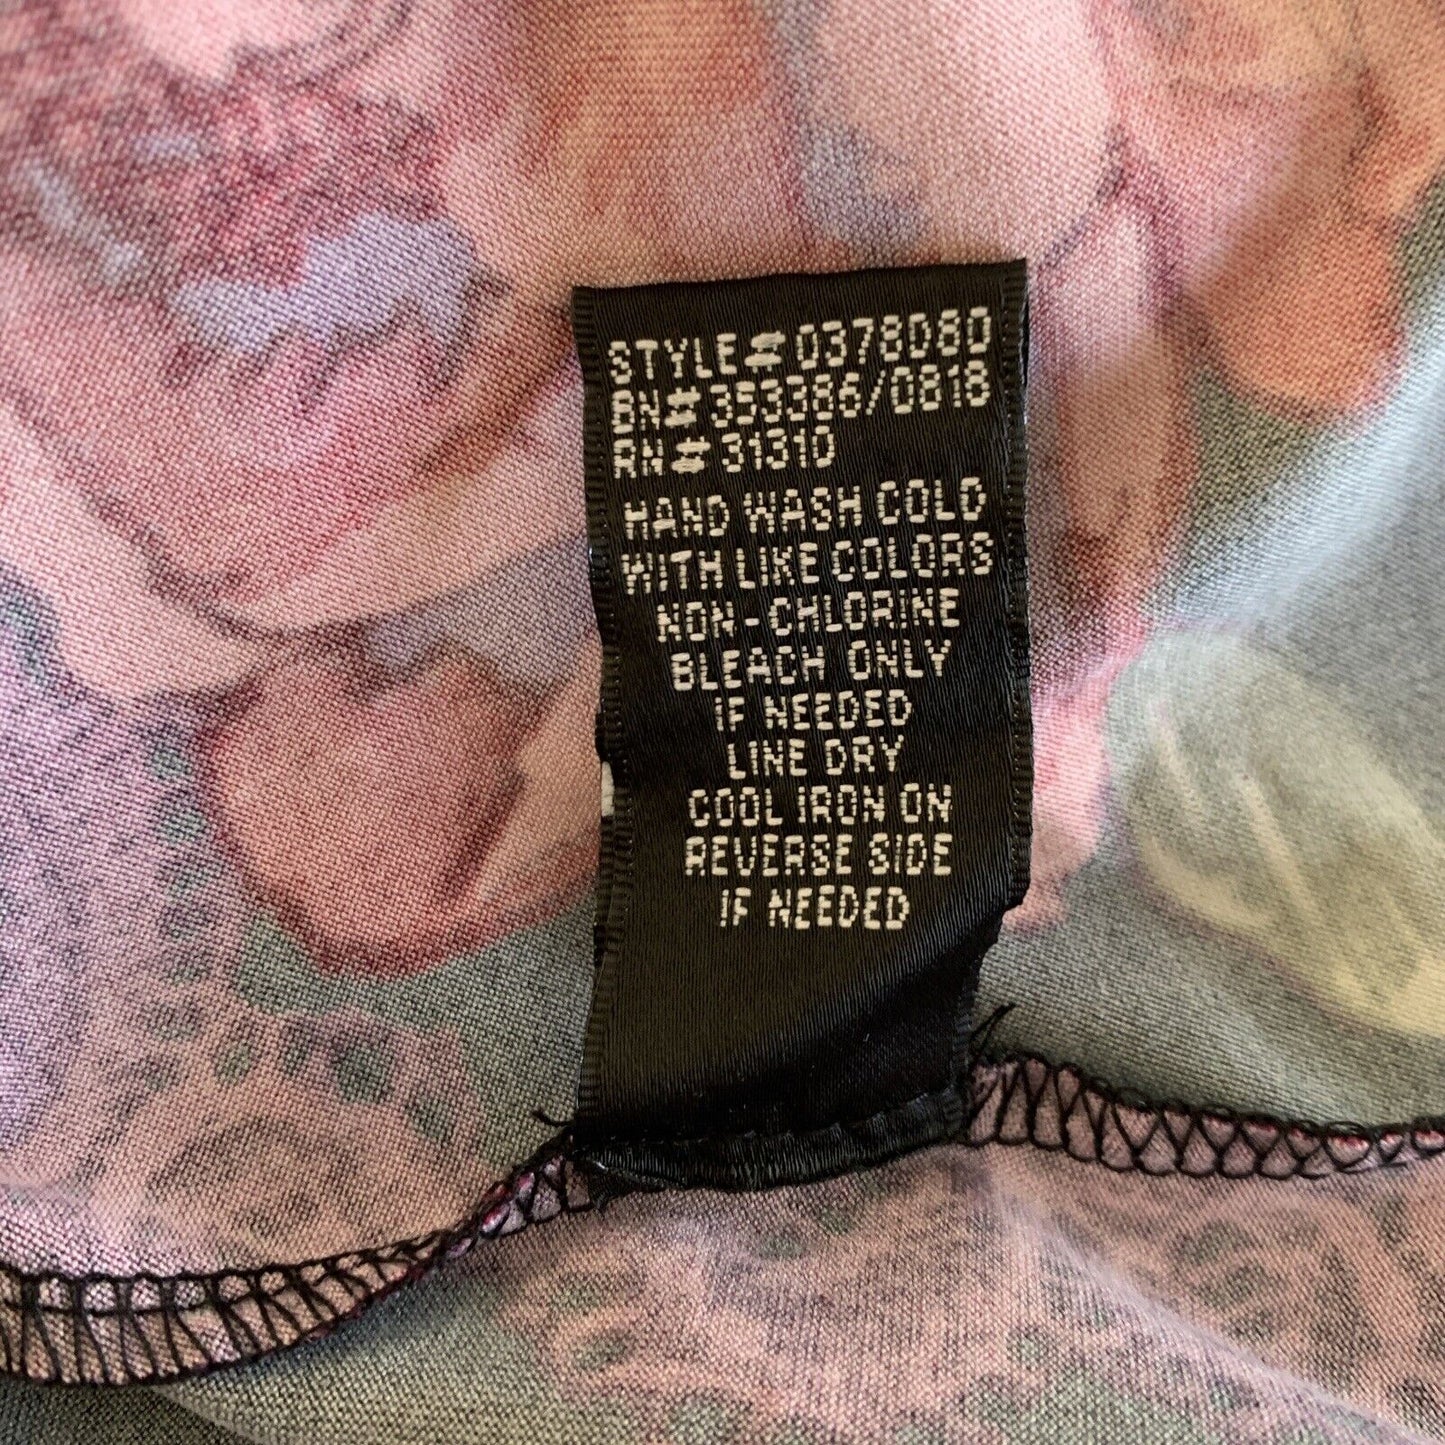 STYLE# 0378D80
BN# 353386/0818
RN# 31310
HAND WASH COLD
WITH LIKE COLORS
NON-CHLORINE
BLEACH ONLY
IF NEEDED
LINE DRY
COOL IRON ON
REVERSE SIDE
IF NEEDED